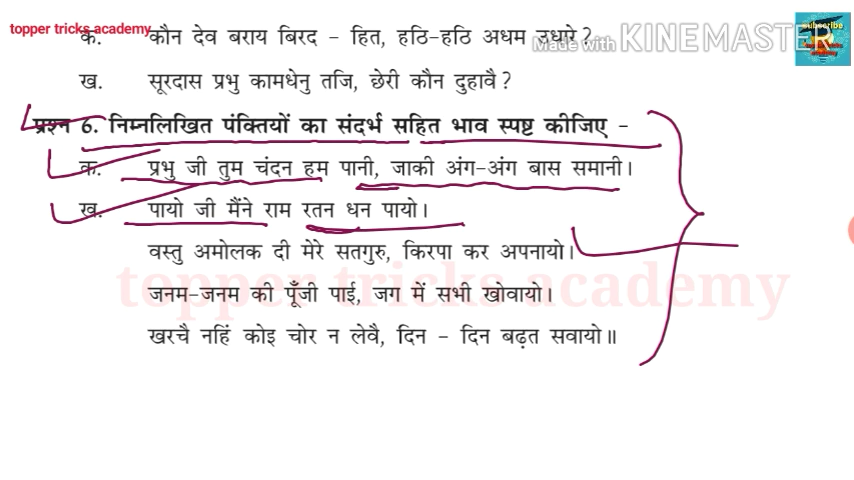 topper tricks academy
Made with KINEMASTER
क. कौन देव बराय बिरद - हित, हठि-हठि अधम उधारे?
ख. सूरदास प्रभु कामधेनु तजि, छेरी कौन दुहावै?
प्रश्न 6. निम्नलिखित पंक्तियों का संदर्भ सहित भाव स्पष्ट कीजिए -
क. प्रभु जी तुम चंदन हम पानी, जाकी अंग-अंग बास समानी।
ख. पायो जी मैंने राम रतन धन पायो।
वस्तु अमोलक दी मेरे सतगुरु, किरपा कर अपनायो।
topper tricks academy
जनम-जनम की पूँजी पाई, जग में सभी खोवायो।
खरचै नहिं कोइ चोर न लेवै, दिन - दिन बढ़त सवायो॥